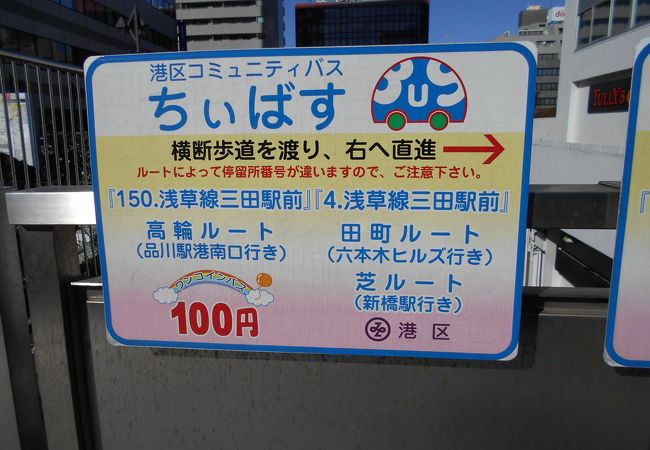 港区コミュニティバス
ちぃばす
横断歩道を渡り、右へ直進
ルートによって停留所番号が違いますので、ご注意下さい。
『150.浅草線三田駅前』『4.浅草線三田駅前』
高輪ルート
(品川駅港南口行き)
田町ルート
(六本木ヒルズ行き)
芝ルート
(新橋駅行き)
ワンコインバス
100円
港区
TULLY'S